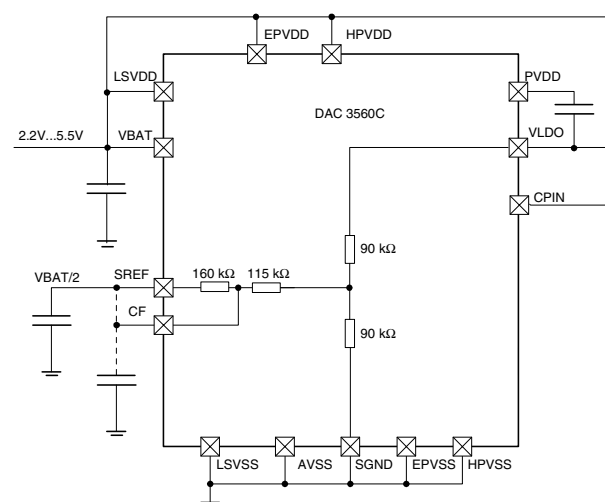 EPVDD
HPVDD
LSVDD
PVDD
DAC 3560C
2.2V...5.5V
VBAT
VLDO
CPIN
90 kΩ
VBAT/2
SREF
160 kΩ
115 kΩ
CF
90 kΩ
LSVSS
AVSS
SGND
EPVSS
HPVSS